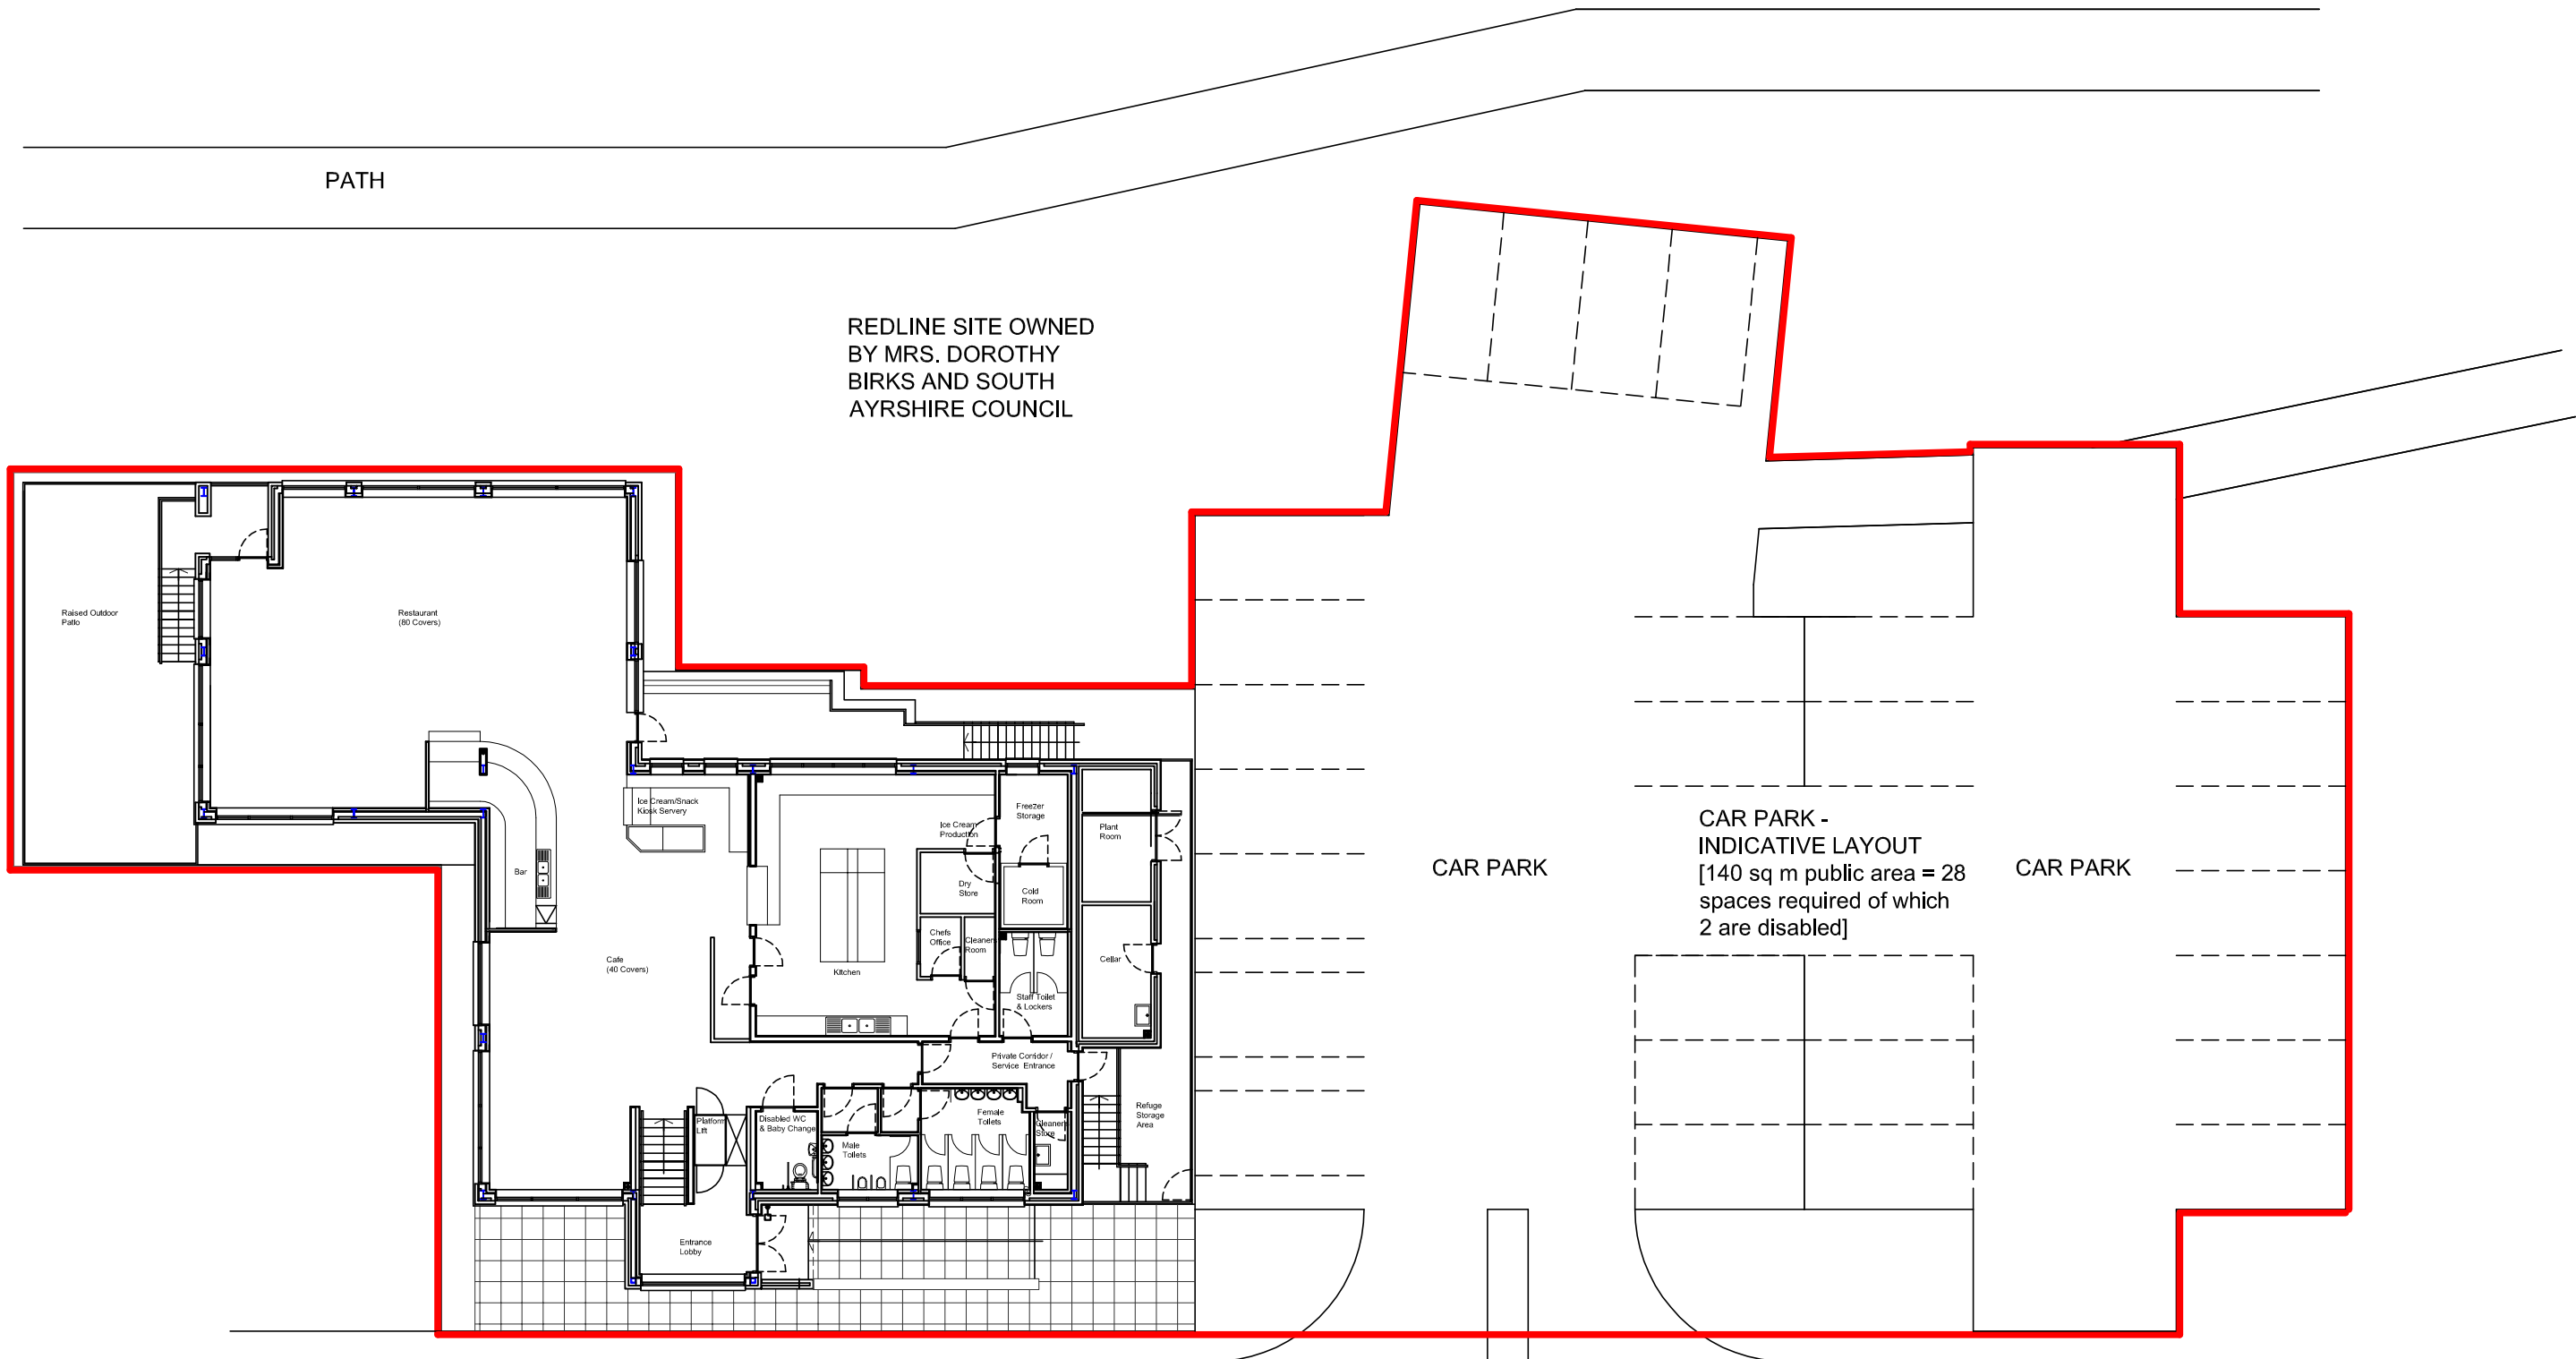 PATH
REDLINE SITE OWNED
BY MRS. DOROTHY
BIRKS AND SOUTH
AYRSHIRE COUNCIL
Raised Outdoor
Patio
Restaurant
(80 Covers)
Ice Cream/Snack
Kiosk Servery
Ice Cream
Production
Freezer
Storage
Plant
Room
Bar
Dry
Store
Cold
Room
Chefs
Office
Cleaners
Room
Cafe
(40 Covers)
Kitchen
Cellar
Staff Toilet
& Lockers
Private Corridor /
Service Entrance
Platform
Lift
Disabled WC
& Baby Change
Male
Toilets
Female
Toilets
Cleaners
Store
Refuge
Storage
Area
Entrance
Lobby
CAR PARK
CAR PARK -
INDICATIVE LAYOUT
[140 sq m public area = 28
spaces required of which
2 are disabled]
CAR PARK